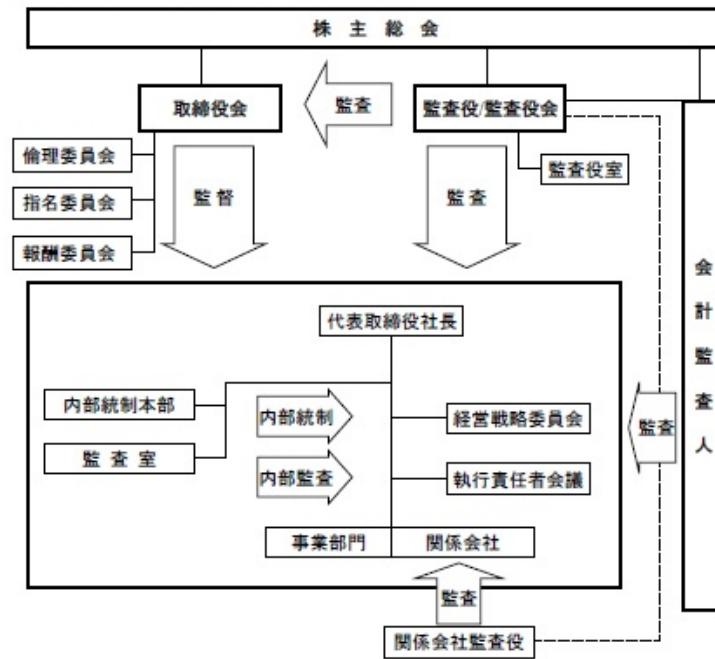 株主総会
取締役会
監査
監査役/監査役会
倫理委員会
監査役室
指名委員会
監督
監査
報酬委員会
会計監査人
代表取締役社長
内部統制本部
内部統制
経営戦略委員会
監査
監査室
内部監査
執行責任者会議
事業部門
関係会社
監査
関係会社監査役